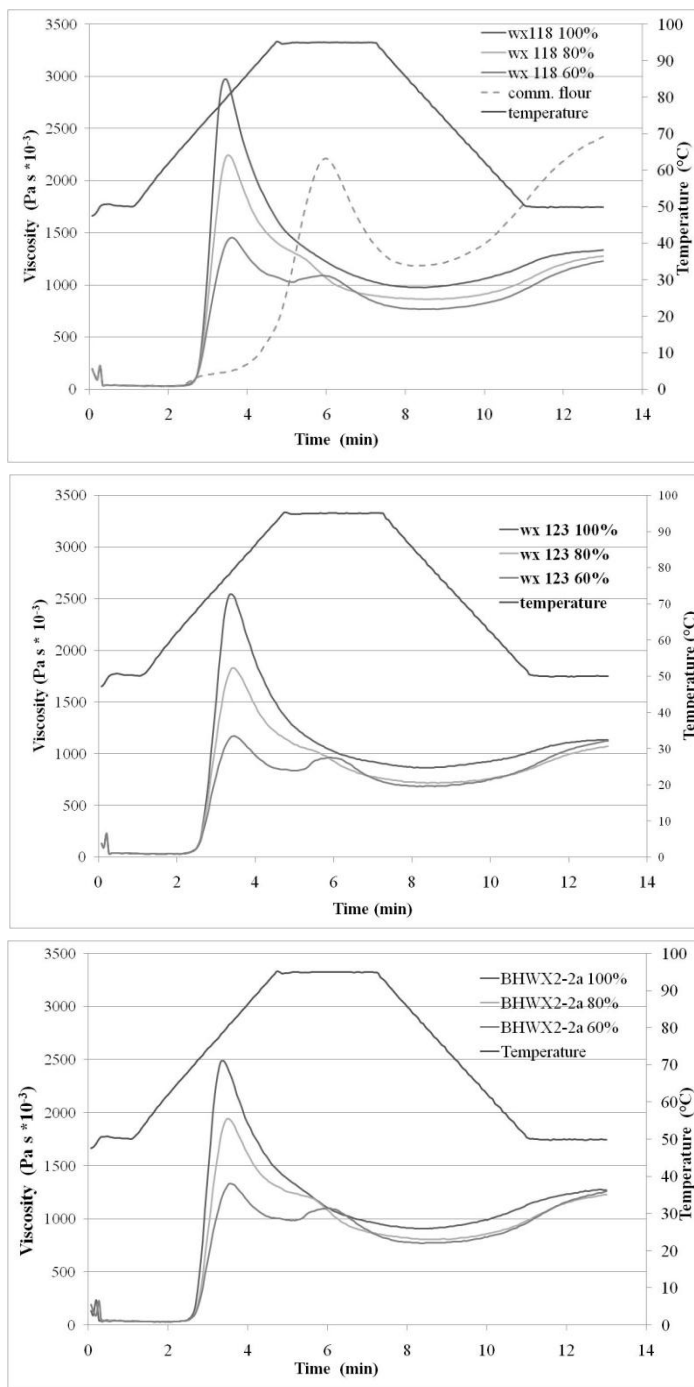 3500
3000
2500
2000
1500
1000
500
0
Viscosity (Pa s *10⁻³)
wx118 100%
wx 118 80%
wx 118 60%
comm. flour
temperature
100
90
80
70
60
50
40
30
20
10
0
Temperature (°C)
0 2 4 6 8 10 12 14
Time (min)
3500
3000
2500
2000
1500
1000
500
0
Viscosity (Pa s * 10⁻³)
wx 123 100%
wx 123 80%
wx 123 60%
temperature
100
90
80
70
60
50
40
30
20
10
0
Temperature (°C)
0 2 4 6 8 10 12 14
Time (min)
3500
3000
2500
2000
1500
1000
500
0
Viscosity (Pa s *10⁻³)
BHWX2-2a 100%
BHWX2-2a 80%
BHWX2-2a 60%
Temperature
100
90
80
70
60
50
40
30
20
10
0
Temperature (°C)
0 2 4 6 8 10 12 14
Time (min)